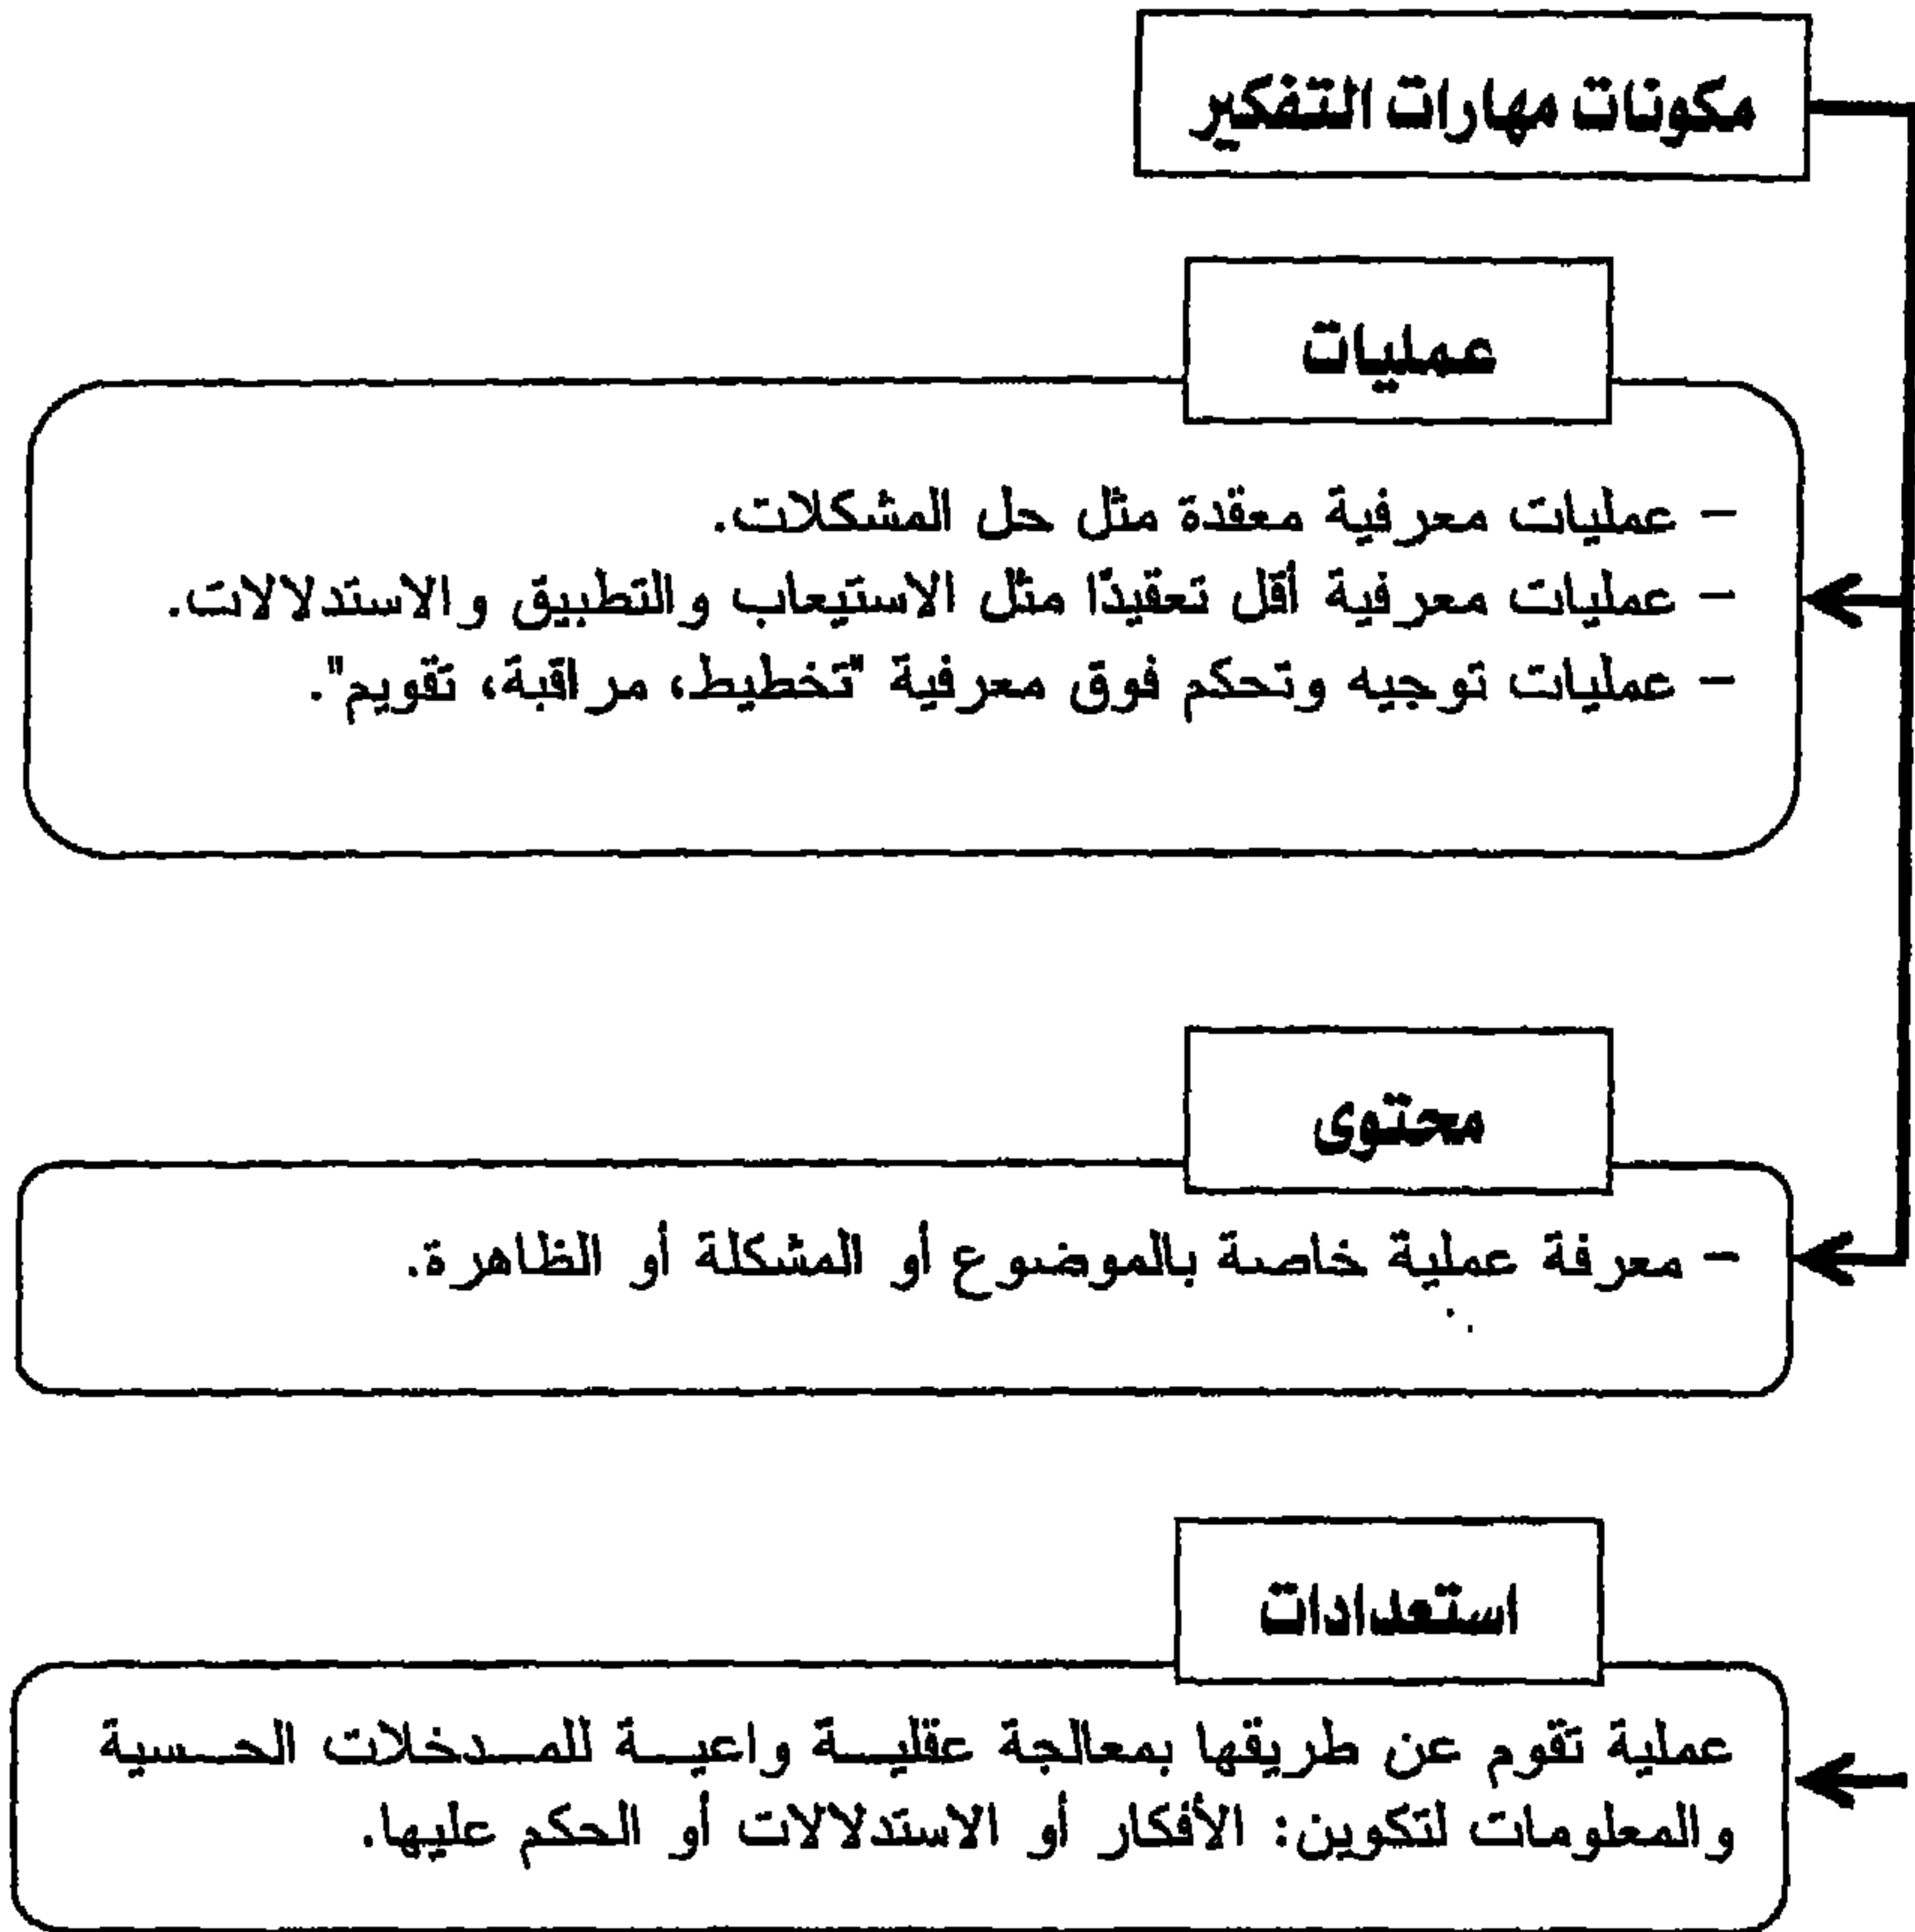 مكونات مهارات التفكير
عمليات
- عمليات معرفية معقدة مثل حل المشكلات.
- عمليات معرفية أقل تعقيدًا مثل الاستيعاب والتطبيق والاستدلالات.
- عمليات توجيه وتحكم فوق معرفية "تخطيط، مراقبة، تقويم".
محتوى
- معرفة عملية خاصة بالموضوع أو المشكلة أو الظاهرة.
استعدادات
عملية تقوم عن طريقها بمعالجة عقلية واعية للمدخلات الحسية
والمعلومات لتكوين: الأفكار أو الاستدلالات أو الحكم عليها.